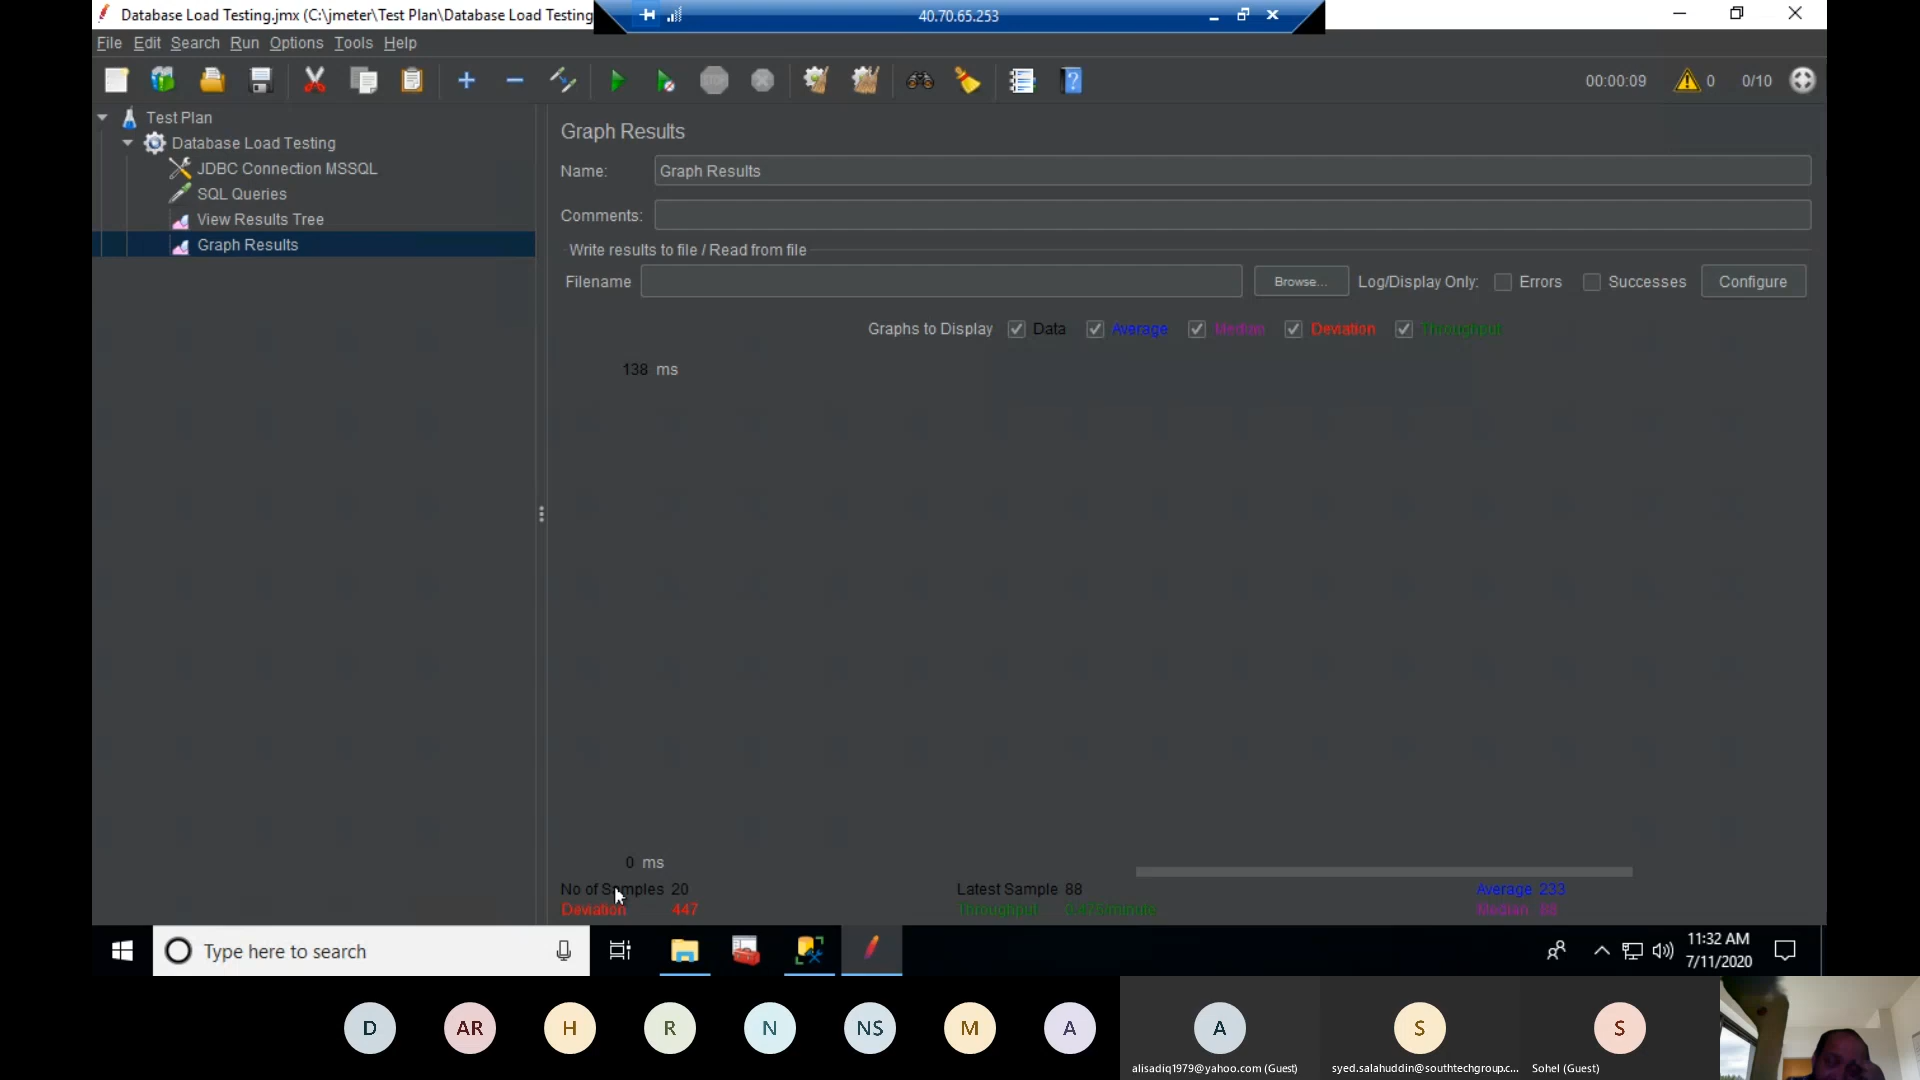 Database Load Testing.jmx (C:\jmeter\Test Plan\Database Load Testing
40.70.65.253
File Edit Search Run Options Tools Help
STOP
00:00:09 0 0/10
Test Plan
Database Load Testing
JDBC Connection MSSQL
SQL Queries
View Results Tree
Graph Results
Graph Results
Name: Graph Results
Comments:
Write results to file / Read from file
Filename Browse... Log/Display Only: Errors Successes Configure
Graphs to Display Data Average Median Deviation Throughput
138 ms
0 ms
No of Samples 20 Latest Sample 88 Average 233
Deviation 447 Throughput Median 88
Type here to search
11:32 AM
7/11/2020
D AR H R N NS M A A S S
alisadiq1979@yahoo.com (Guest) syed.salahuddin@southtechgroup.c... Sohel (Guest)